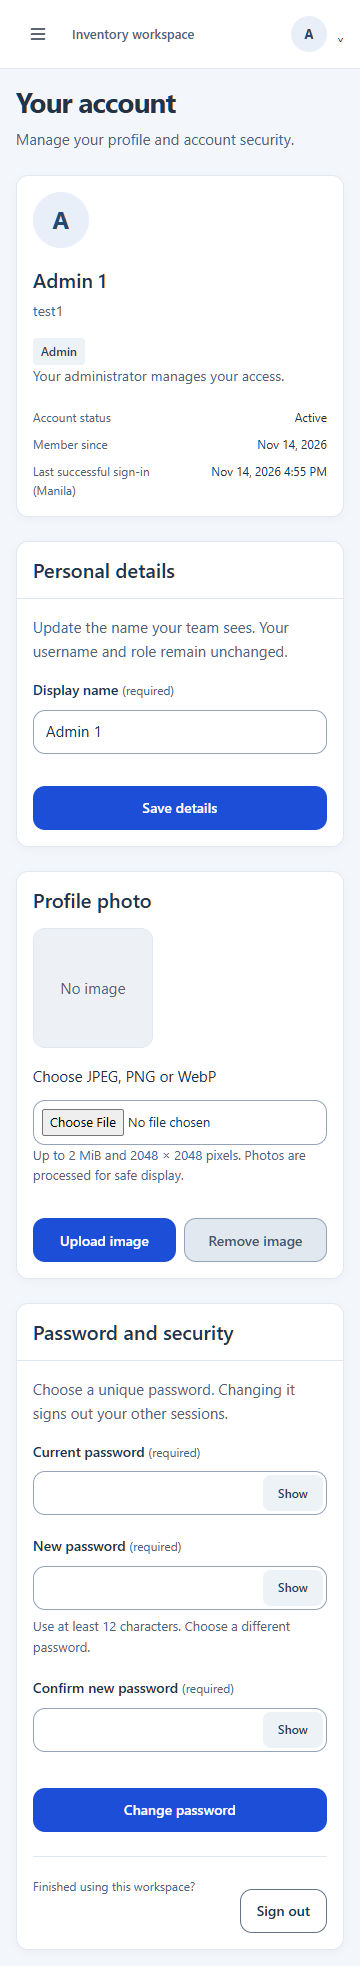 Inventory workspace
A
Your account
Manage your profile and account security.
A
Admin 1
test1
Admin
Your administrator manages your access.
Account status Active
Member since Nov 14, 2026
Last successful sign-in (Manila) Nov 14, 2026 4:55 PM
Personal details
Update the name your team sees. Your
username and role remain unchanged.
Display name (required)
Admin 1
Save details
Profile photo
No image
Choose JPEG, PNG or WebP
Choose File No file chosen
Up to 2 MiB and 2048 × 2048 pixels. Photos are
processed for safe display.
Upload image Remove image
Password and security
Choose a unique password. Changing it
signs out your other sessions.
Current password (required)
Show
New password (required)
Show
Use at least 12 characters. Choose a different
password.
Confirm new password (required)
Show
Change password
Finished using this workspace?
Sign out